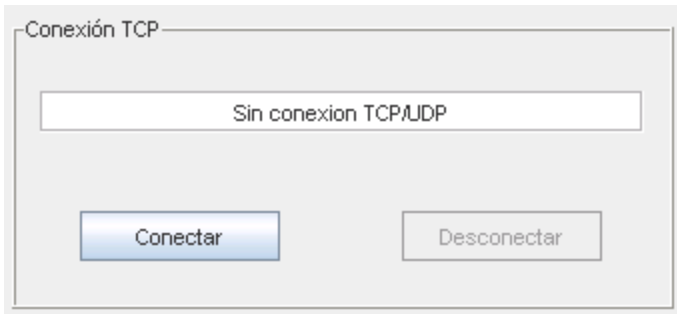 Conexión TCP
Sin conexion TCP/UDP
Conectar
Desconectar